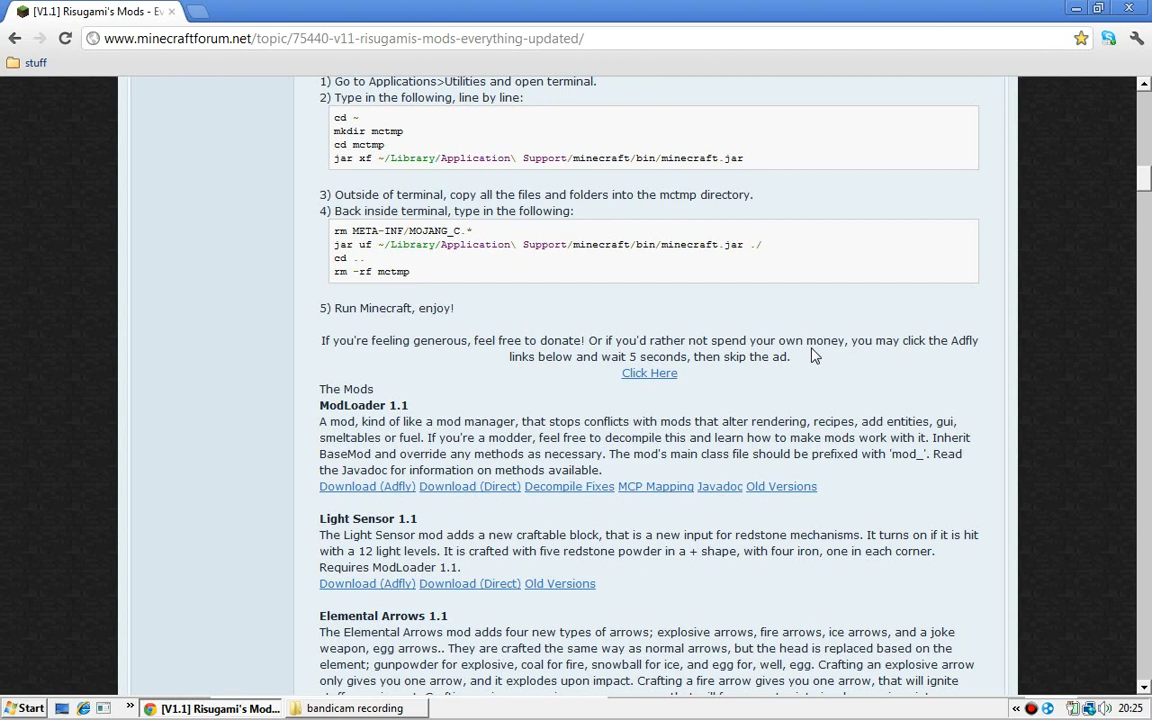 [V1.1] Risugami's Mods - Ev
www.minecraftforum.net/topic/75440-v11-risugamis-mods-everything-updated/
stuff
1) Go to Applications>Utilities and open terminal.
2) Type in the following, line by line:
cd ~
mkdir mctmp
cd mctmp
jar xf ~/Library/Application\ Support/minecraft/bin/minecraft.jar
3) Outside of terminal, copy all the files and folders into the mctmp directory.
4) Back inside terminal, type in the following:
rm META-INF/MOJANG_C.*
jar uf ~/Library/Application\ Support/minecraft/bin/minecraft.jar ./
cd ..
rm -rf mctmp
5) Run Minecraft, enjoy!
If you're feeling generous, feel free to donate! Or if you'd rather not spend your own money, you may click the Adfly
links below and wait 5 seconds, then skip the ad.
Click Here
The Mods
ModLoader 1.1
A mod, kind of like a mod manager, that stops conflicts with mods that alter rendering, recipes, add entities, gui,
smeltables or fuel. If you're a modder, feel free to decompile this and learn how to make mods work with it. Inherit
BaseMod and override any methods as necessary. The mod's main class file should be prefixed with 'mod_'. Read
the Javadoc for information on methods available.
Download (Adfly) Download (Direct) Decompile Fixes MCP Mapping Javadoc Old Versions
Light Sensor 1.1
The Light Sensor mod adds a new craftable block, that is a new input for redstone mechanisms. It turns on if it is hit
with a 12 light levels. It is crafted with five redstone powder in a + shape, with four iron, one in each corner.
Requires ModLoader 1.1.
Download (Adfly) Download (Direct) Old Versions
Elemental Arrows 1.1
The Elemental Arrows mod adds four new types of arrows; explosive arrows, fire arrows, ice arrows, and a joke
weapon, egg arrows.. They are crafted the same way as normal arrows, but the head is replaced based on the
element; gunpowder for explosive, coal for fire, snowball for ice, and egg for, well, egg. Crafting an explosive arrow
only gives you one arrow, and it explodes upon impact. Crafting a fire arrow gives you one arrow, that will ignite
Start
[V1.1] Risugami's Mod...
bandicam recording
20:25